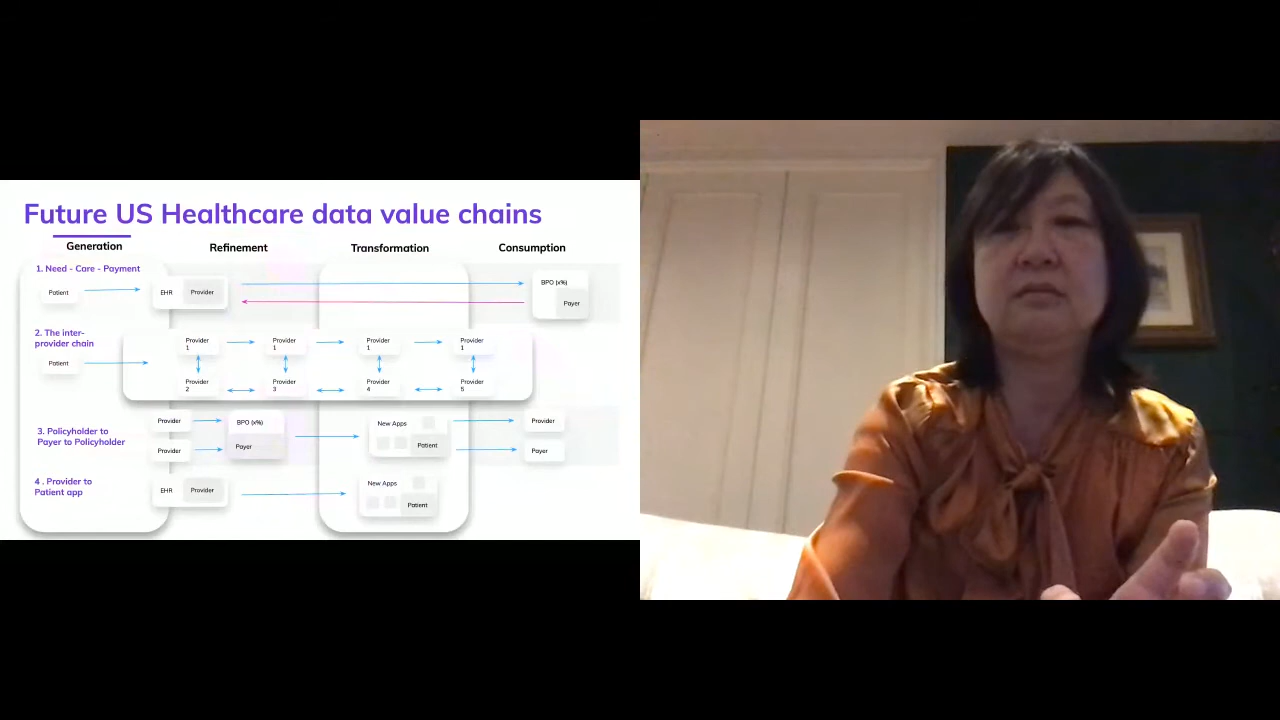 Future US Healthcare data value chains
Generation
Refinement
Transformation
Consumption
1. Need - Care - Payment
Patient
EHR
Provider
BPO (x%)
Payer
2. The inter-
provider chain
Patient
Provider
1
Provider
1
Provider
1
Provider
1
Provider
2
Provider
3
Provider
4
Provider
5
3. Policyholder to
Payer to Policyholder
Provider
Provider
BPO (x%)
Payer
New Apps
Patient
Provider
Payer
4 . Provider to
Patient app
EHR
Provider
New Apps
Patient